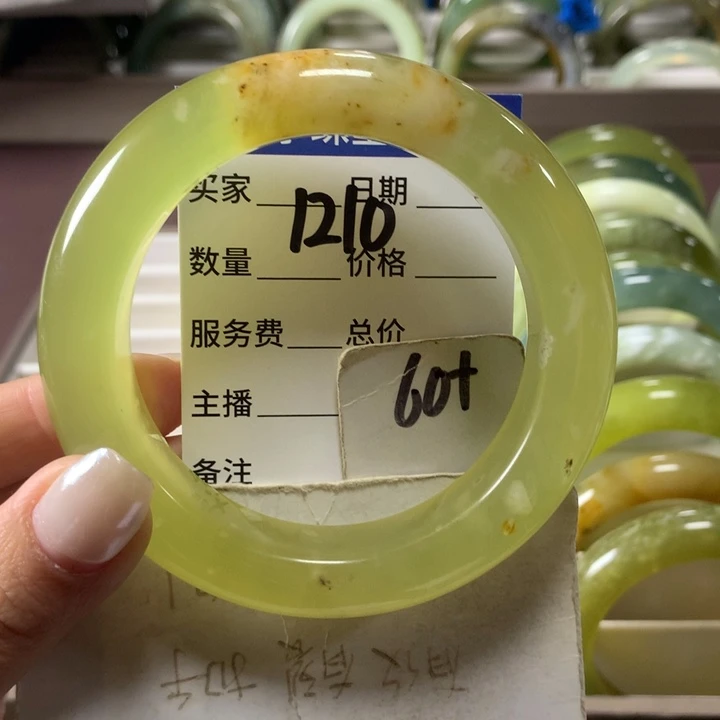 买家 日期
1210
数量 价格
服务费 总价
60+
主播
备注